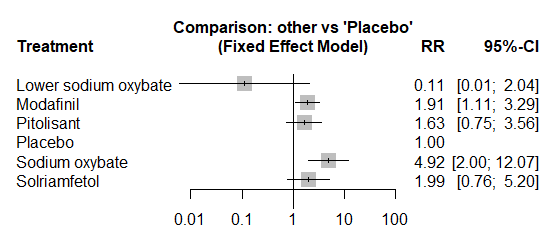 Comparison: other vs 'Placebo'
Treatment (Fixed Effect Model) RR 95%-CI
Lower sodium oxybate 0.11 [0.01; 2.04]
Modafinil 1.91 [1.11; 3.29]
Pitolisant 1.63 [0.75; 3.56]
Placebo 1.00
Sodium oxybate 4.92 [2.00; 12.07]
Solriamfetol 1.99 [0.76; 5.20]
0.01 0.1 1 10 100